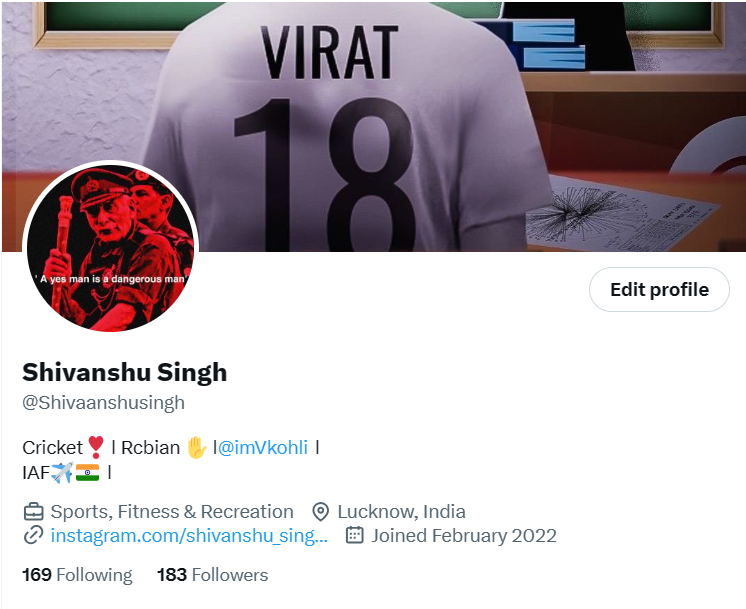 VIRAT
18
' A yes man is a dangerous man'
Edit profile
Shivanshu Singh
@Shivaanshusingh
Cricket❣️ l Rcbian ✋ l@imVkohli l
IAF✈️🇮🇳 l
Sports, Fitness & Recreation Lucknow, India
instagram.com/shivanshu_sing... Joined February 2022
169 Following 183 Followers